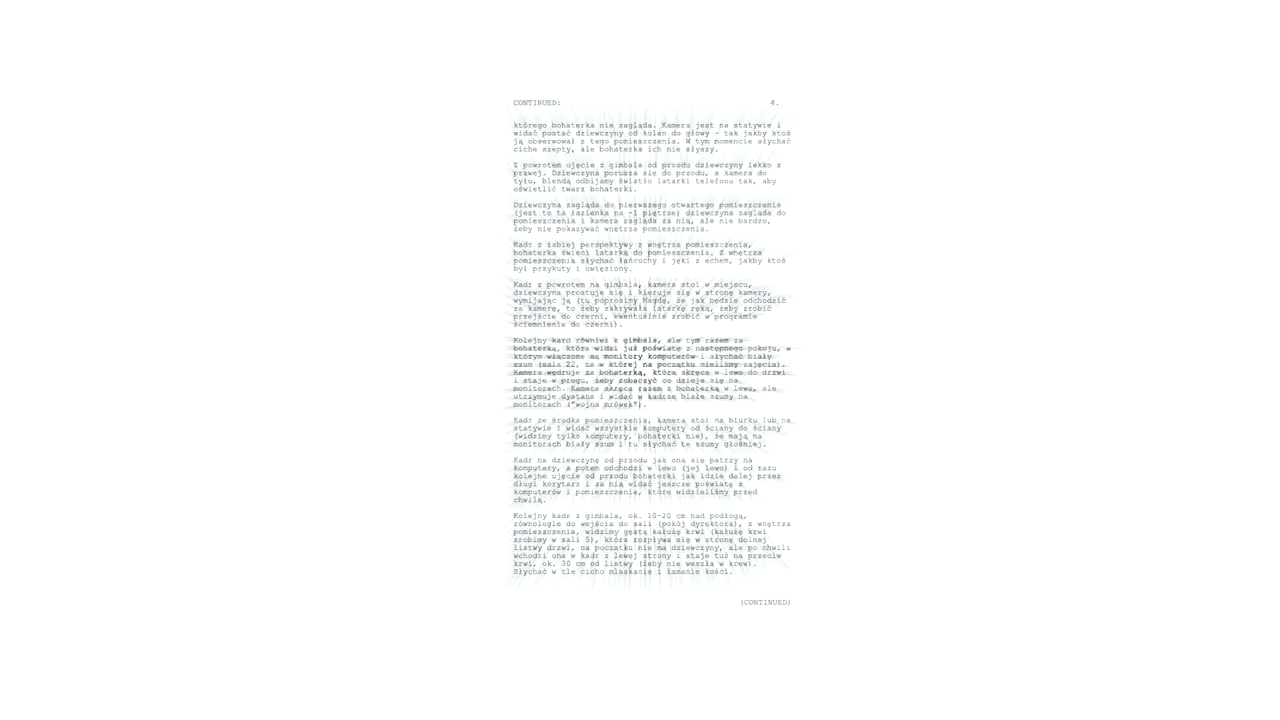 CONTINUED: 4.
którego bohaterka nie zagląda. Kamera jest na statywie i
widać postać dziewczyny od kolan do głowy - tak jakby ktoś
ją obserwował z tego pomieszczenia. W tym momencie słychać
ciche szepty, ale bohaterka ich nie słyszy.
Z powrotem ujęcie z gimbala od przodu dziewczyny lekko z
prawej. Dziewczyna porusza się do przodu, a kamera do
tyłu, blendą odbijamy światło latarki telefonu tak, aby
oświetlić twarz bohaterki.
Dziewczyna zagląda do pierwszego otwartego pomieszczenia
(jest to ta łazienka na -1 piętrze) dziewczyna zagląda do
pomieszczenia i kamera zagląda za nią, ale nie bardzo,
żeby nie pokazywać wnętrza pomieszczenia.
Kadr z żabiej perspektywy z wnętrza pomieszczenia,
bohaterka świeci latarką do pomieszczenia. Z wnętrza
pomieszczenia słychać łańcuchy i jęki z echem, jakby ktoś
był przykuty i uwięziony.
Kadr z powrotem na gimbala, kamera stoi w miejscu,
dziewczyna prostuje się i kieruje się w stronę kamery,
wymijając ją (tu poprosimy Magdę, że jak będzie odchodzić
za kamerę, to żeby zakrywała latarkę ręką, żeby zrobić
przejście do czerni, ewentualnie zrobić w programie
ściemnienie do czerni).
Kolejny kard również z gimbala, ale tym razem za
bohaterką, która widzi już poświatę z następnego pokoju, w
którym włączone są monitory komputerów i słychać biały
szum (sala 22, ta w której na początku mieliśmy zajęcia).
Kamera wędruje za bohaterką, która skręca w lewo do drzwi
i staje w progu, żeby zobaczyć co dzieje się na
monitorach. Kamera skręca razem z bohaterką w lewo, ale
utrzymuje dystans i widać w kadrze białe szumy na
monitorach ("wojna mrówek").
Kadr ze środka pomieszczenia, kamera stoi na biurku lub na
statywie i widać wszystkie komputery od ściany do ściany
(widzimy tylko komputery, bohaterki nie), że mają na
monitorach biały szum i tu słychać te szumy głośniej.
Kadr na dziewczynę od przodu jak ona się patrzy na
komputery, a potem odchodzi w lewo (jej lewo) i od razu
kolejne ujęcie od przodu bohaterki jak idzie dalej przez
długi korytarz i za nią widać jeszcze poświatę z
komputerów i pomieszczenia, które widzieliśmy przed
chwilą.
Kolejny kadr z gimbala, ok. 10-20 cm nad podłogą,
równolegle do wejścia do sali (pokój dyrektora), z wnętrza
pomieszczenia, widzimy gęstą kałużę krwi (kałużę krwi
zrobimy w sali 5), która rozpływa się w stronę dolnej
listwy drzwi, na początku nie ma dziewczyny, ale po chwili
wchodzi ona w kadr z lewej strony i staje tuż na przeciw
krwi, ok. 30 cm od listwy (żeby nie weszła w krew).
Słychać w tle cicho mlaskanie i łamanie kości.
(CONTINUED)